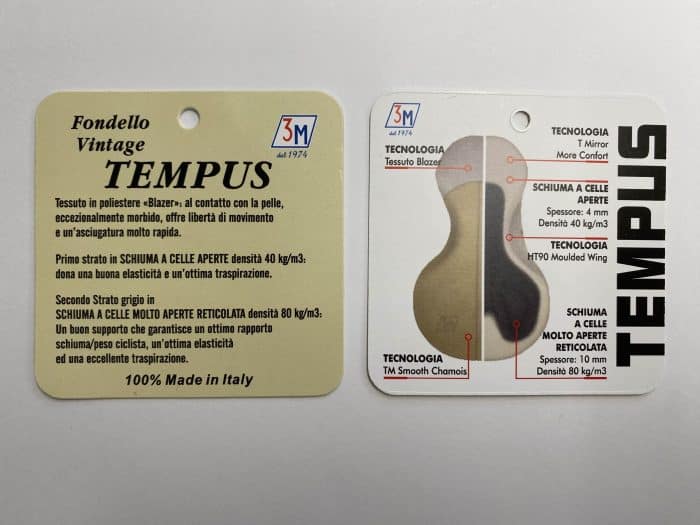 Fondello
Vintage
3M
dal 1974
TEMPUS
Tessuto in poliestere «Blazer»: al contatto con la pelle,
eccezionalmente morbido, offre libertà di movimento
e un'asciugatura molto rapida.
Primo strato in SCHIUMA A CELLE APERTE densità 40 kg/m3:
dona una buona elasticità e un'ottima traspirazione.
Secondo Strato grigio in
SCHIUMA A CELLE MOLTO APERTE RETICOLATA densità 80 kg/m3:
Un buon supporto che garantisce un ottimo rapporto
schiuma/peso ciclista, un'ottima elasticità
ed una eccellente traspirazione.
100% Made in Italy
3M
dal 1974
TECNOLOGIA
Tessuto Blazer
TECNOLOGIA
T Mirror
More Confort
SCHIUMA A CELLE
APERTE
Spessore: 4 mm
Densità 40 kg/m3
TECNOLOGIA
HT90 Moulded Wing
SCHIUMA
A CELLE
MOLTO APERTE
RETICOLATA
Spessore: 10 mm
Densità 80 kg/m3
TECNOLOGIA
TM Smooth Chamois
TEMPUS